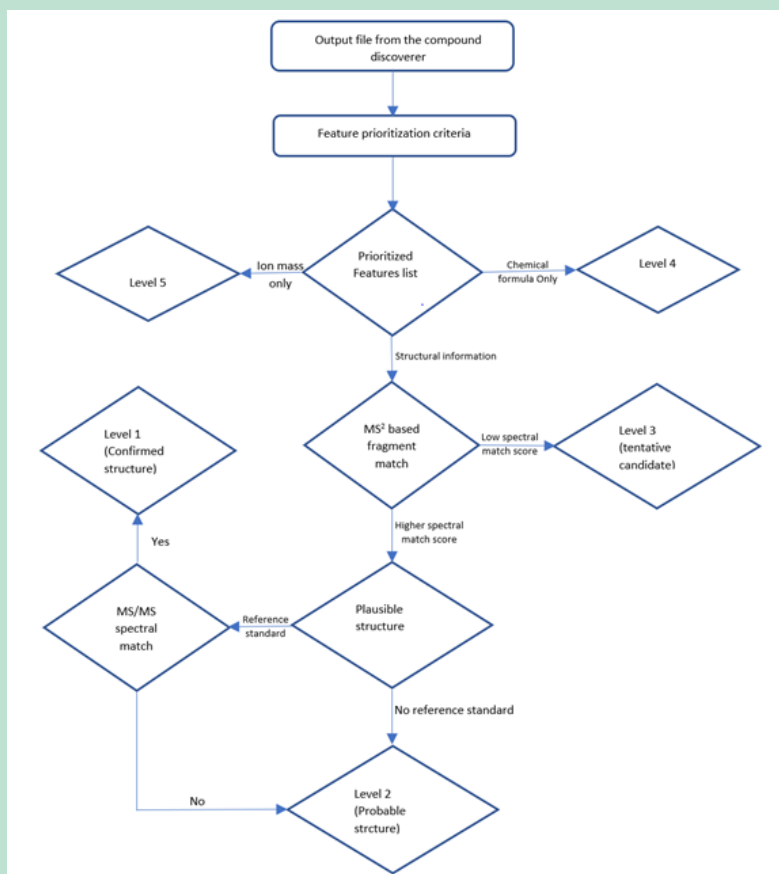 Output file from the compound
discoverer
Feature prioritization criteria
Prioritized
Features list
Ion mass
only
Level 5
Chemical
formula Only
Level 4
Structural information
MS² based
fragment
match
Low spectral
match score
Level 3
(tentative
candidate)
Level 1
(Confirmed
structure)
Higher spectral
match score
Yes
Plausible
structure
Reference
standard
MS/MS
spectral
match
No reference standard
No
Level 2
(Probable
strcture)